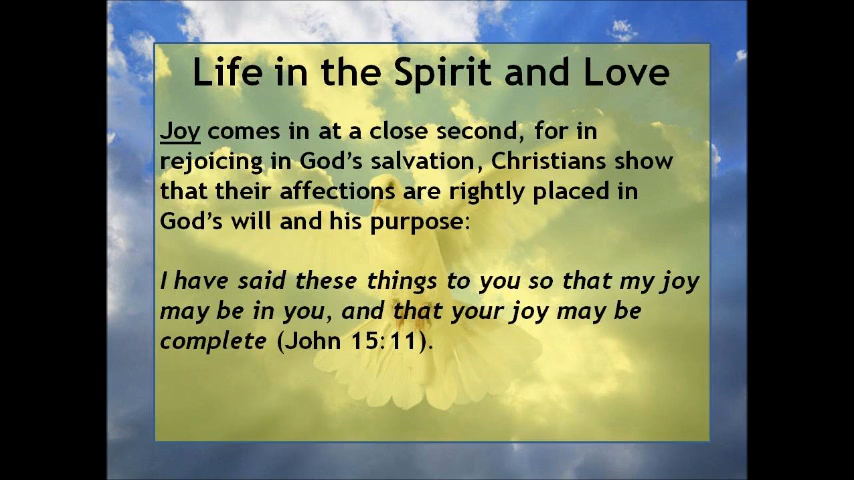 Life in the Spirit and Love
Joy comes in at a close second, for in
rejoicing in God’s salvation, Christians show
that their affections are rightly placed in
God’s will and his purpose:
I have said these things to you so that my joy
may be in you, and that your joy may be
complete (John 15:11).